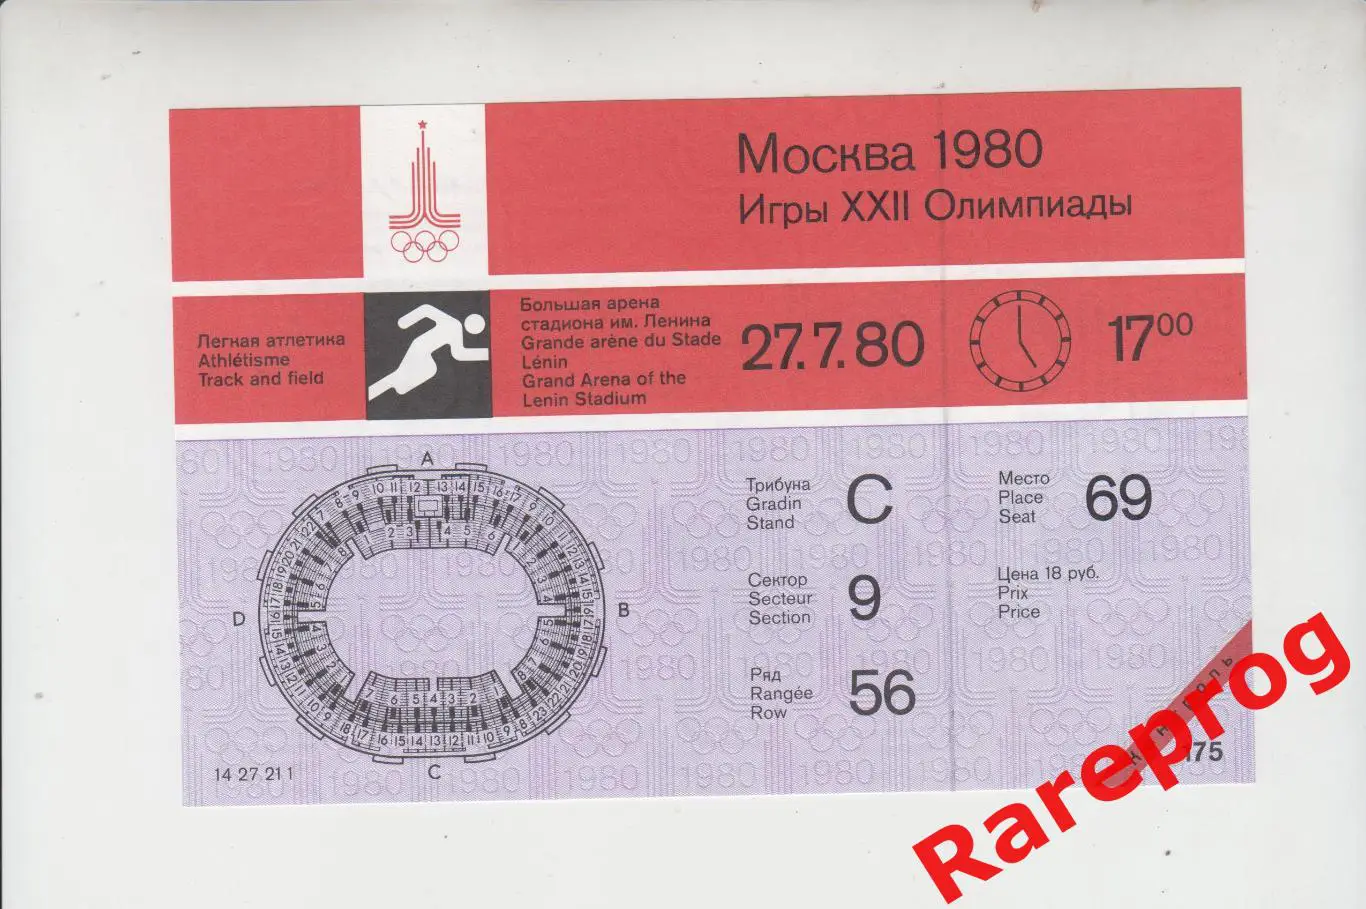 Москва 1980
Игры XXII Олимпиады
Легкая атлетика
Athlétisme
Track and field
Большая арена
стадиона им. Ленина
Grande arène du Stade
Lénin
Grand Arena of the
Lenin Stadium
27.7.80
17 00
A
B
C
D
14 27 21 1
Трибуна
Gradin
Stand
C
Место
Place
Seat
69
Сектор
Secteur
Section
9
Цена 18 руб.
Prix
Price
Ряд
Rangée
Row
56
175
Rareprog